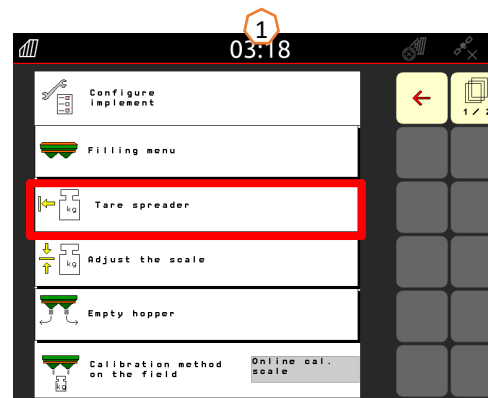 1
03:18
Configure
implement
1 / 2
Filling menu
kg
Tare spreader
kg
Adjust the scale
Empty hopper
Calibration method
on the field
Online cal.
scale
kg